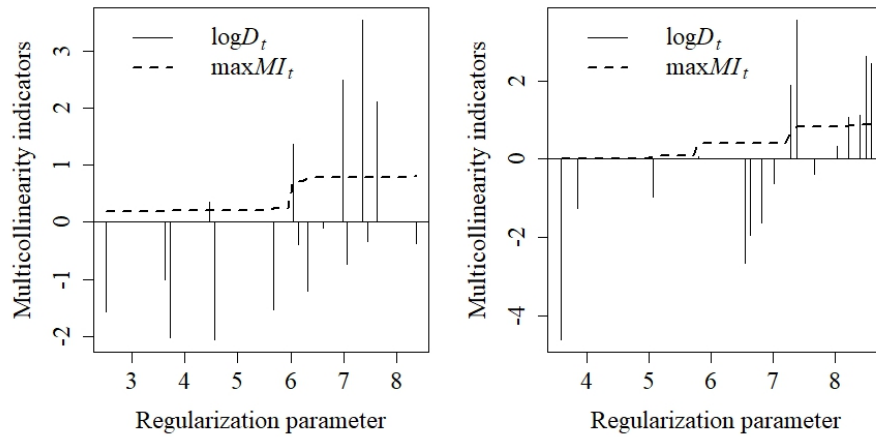 logD_t
maxMI_t
Multicollinearity indicators
3
2
1
0
-1
-2
3 4 5 6 7 8
Regularization parameter
logD_t
maxMI_t
Multicollinearity indicators
2
0
-2
-4
4 5 6 7 8
Regularization parameter